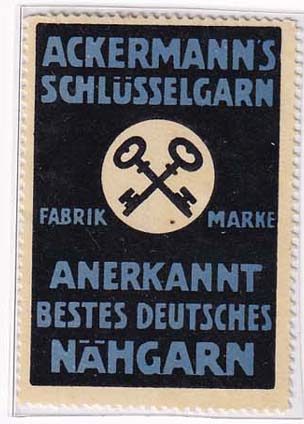 ACKERMANN'S
SCHLÜSSELGARN
FABRIK MARKE
ANERKANNT
BESTES DEUTSCHES
NÄHGARN